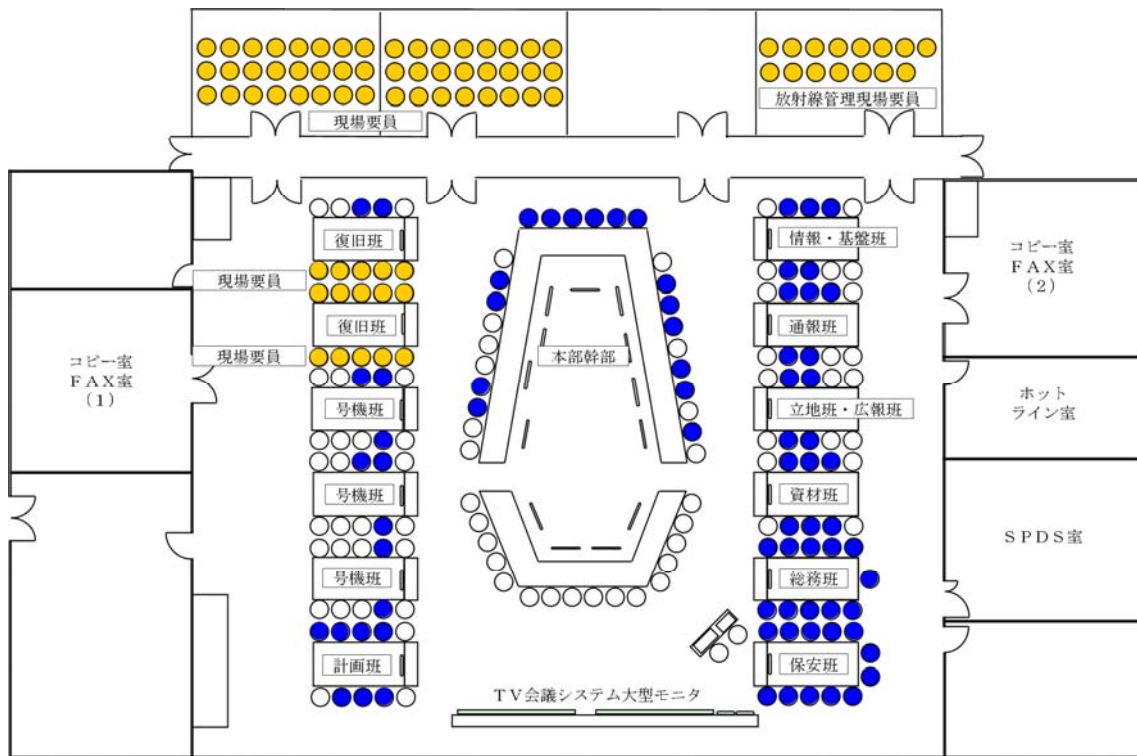 現場要員
放射線管理現場要員
復旧班
情報・基盤班
現場要員
復旧班
通報班
現場要員
本部幹部
コピー室
ＦＡＸ室
(１)
コピー室
ＦＡＸ室
(２)
号機班
立地班・広報班
ホット
ライン室
号機班
資材班
ＳＰＤＳ室
号機班
総務班
計画班
保安班
ＴＶ会議システム大型モニタ